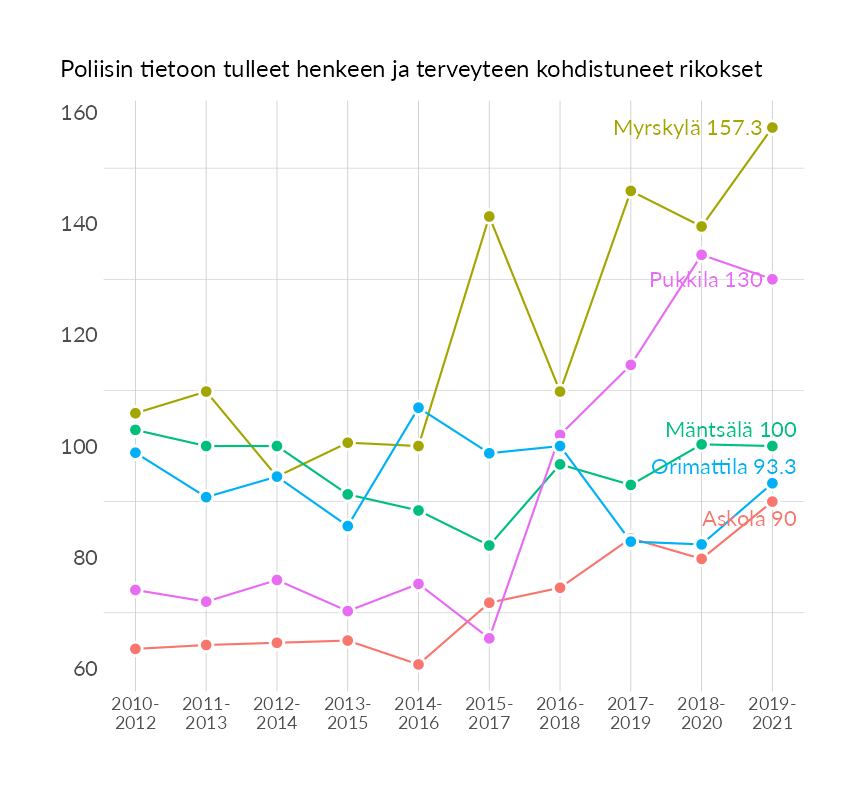 Poliisin tietoon tulleet henkeen ja terveyteen kohdistuneet rikokset
160
Myrskylä 157.3
140
Pukkila 130
120
Mäntsälä 100
100
Orimattila 93.3
Askola 90
80
60
2010- 2011- 2012- 2013- 2014- 2015- 2016- 2017- 2018- 2019-
2012 2013 2014 2015 2016 2017 2018 2019 2020 2021